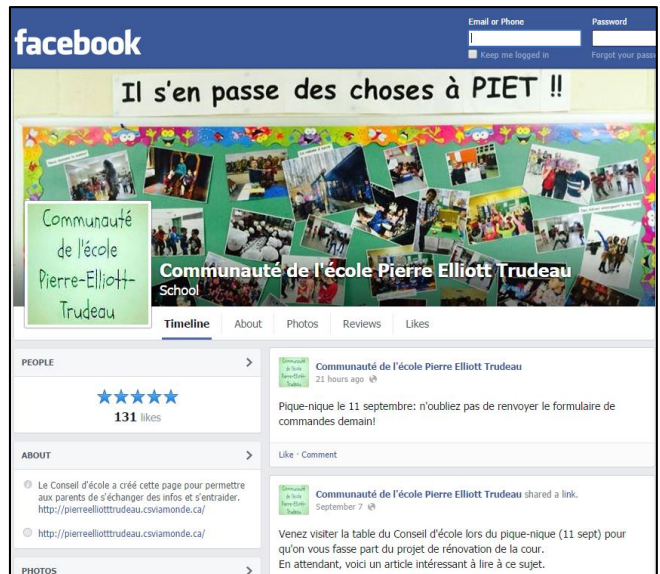 facebook
Email or Phone
Password
Keep me logged in
Forgot your
Il s'en passe des choses à PIET !!
Communauté
de l'école
Pierre-Elliott-
Trudeau
Communauté de l'école Pierre Elliott Trudeau
School
Timeline About Photos Reviews Likes
PEOPLE
131 likes
ABOUT
Le Conseil d'école a créé cette page pour permettre
aux parents de s'échanger des infos et s'entraider.
http://pierreelliotttrudeau.csviamonde.ca/
http://pierreelliotttrudeau.csviamonde.ca/
PHOTOS
Communauté de l'école Pierre Elliott Trudeau
21 hours ago
Pique-nique le 11 septembre: n'oubliez pas de renvoyer le formulaire de
commandes demain!
Like · Comment
Communauté de l'école Pierre Elliott Trudeau shared a link.
September 7
Venez visiter la table du Conseil d'école lors du pique-nique (11 sept) pour
qu'on vous fasse part du projet de rénovation de la cour.
En attendant, voici un article intéressant à lire à ce sujet.